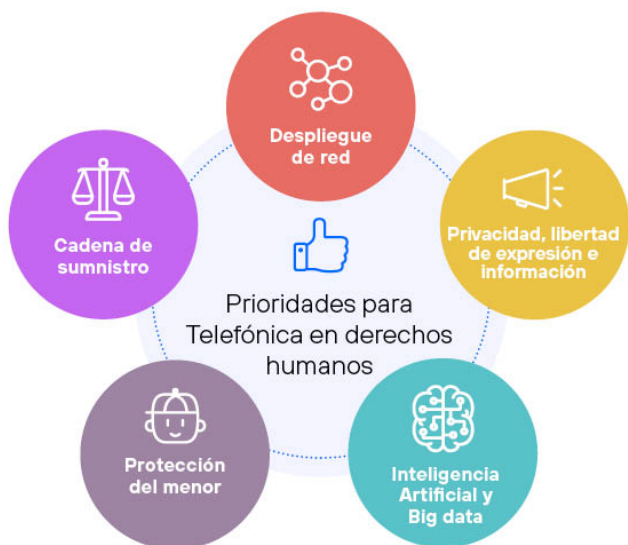 Despliegue
de red
Privacidad, libertad
de expresión e
información
Inteligencia
Artificial y
Big data
Protección
del menor
Cadena de
sumnistro
Prioridades para
Telefónica en derechos
humanos